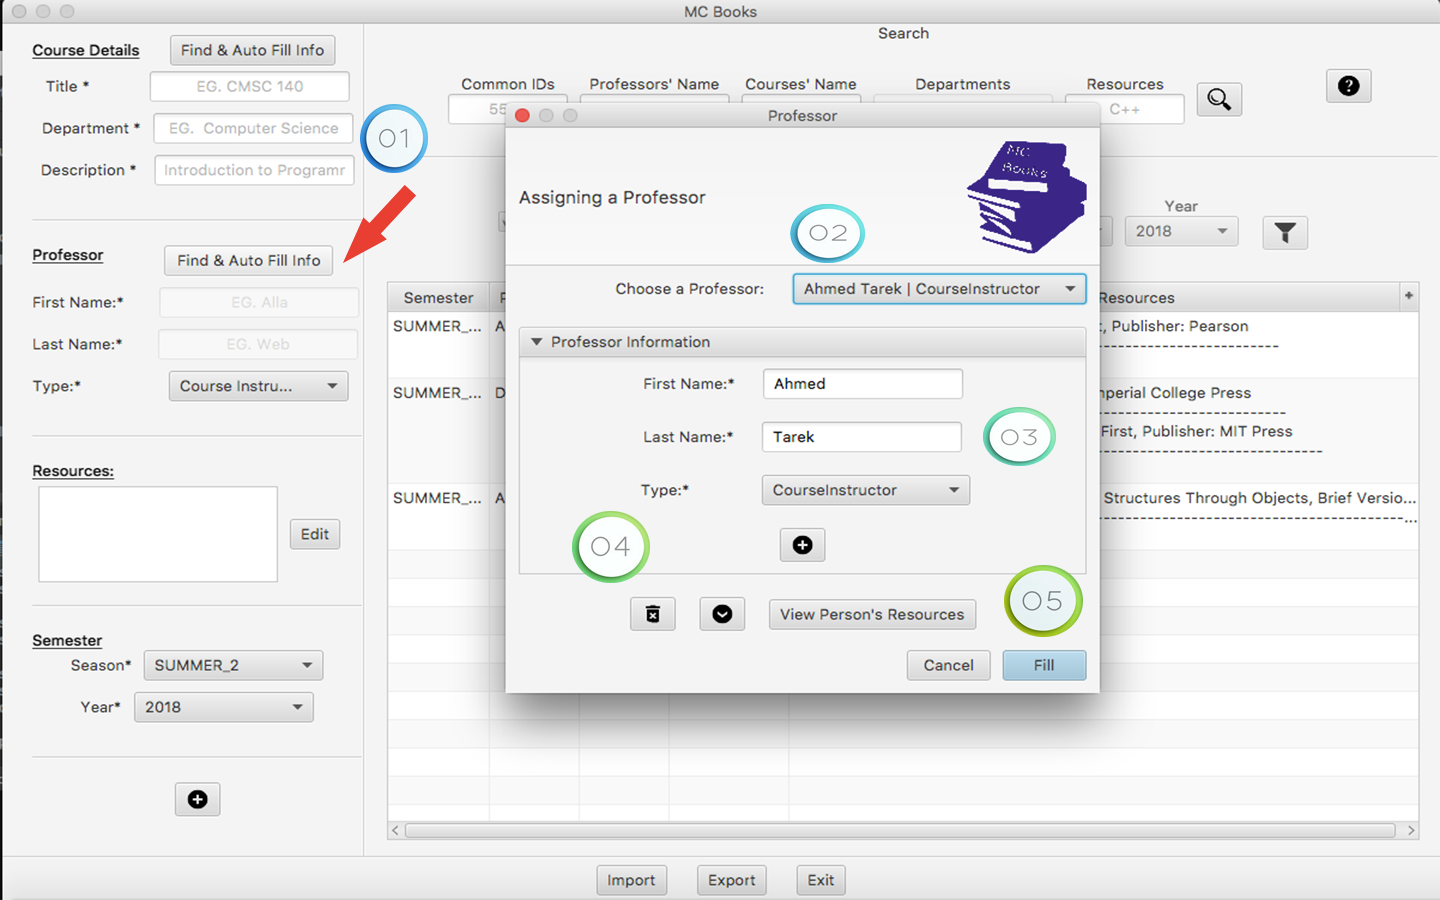 MC Books
Course Details
Find & Auto Fill Info
Title *
EG. CMSC 140
Department *
EG. Computer Science
Description *
Introduction to Programr
01
Professor
Find & Auto Fill Info
First Name:*
EG. Alla
Last Name:*
EG. Web
Type:*
Course Instru...
Resources:
Edit
Semester
Season*
SUMMER_2
Year*
2018
Search
Common IDs
Professors' Name
Courses' Name
Departments
Resources
55
C++
?
Year
2018
Semester
Resources
+
SUMMER_...
A
t, Publisher: Pearson
---------------------------
SUMMER_...
D
nperial College Press
----------------------------
First, Publisher: MIT Press
---------------------------------
SUMMER_...
A
Structures Through Objects, Brief Versio...
---------------------------------------------...
Professor
MC
Books
Assigning a Professor
02
Choose a Professor:
Ahmed Tarek | CourseInstructor
Professor Information
First Name:*
Ahmed
Last Name:*
Tarek
03
Type:*
CourseInstructor
04
View Person's Resources
05
Cancel
Fill
Import
Export
Exit